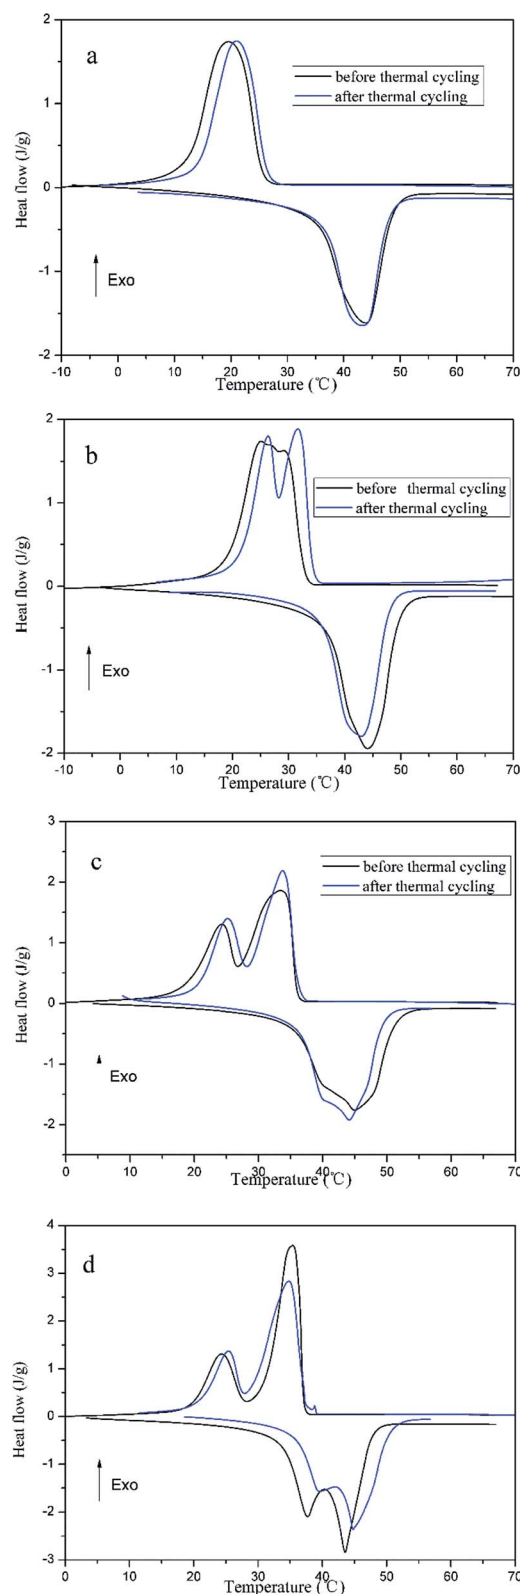 a
before thermal cycling
after thermal cycling
Heat flow (J/g)
2
1
0
-1
-2
Exo
-10 0 10 20 30 40 50 60 70
Temperature (℃)
b
before thermal cycling
after thermal cycling
Heat flow (J/g)
2
1
0
-1
-2
Exo
-10 0 10 20 30 40 50 60 70
Temperature (℃)
c
before thermal cycling
after thermal cycling
Heat flow (J/g)
3
2
1
0
-1
-2
Exo
0 10 20 30 40 50 60 70
Temperature (℃)
d
Heat flow (J/g)
4
3
2
1
0
-1
-2
-3
Exo
0 10 20 30 40 50 60 70
Temperature (℃)